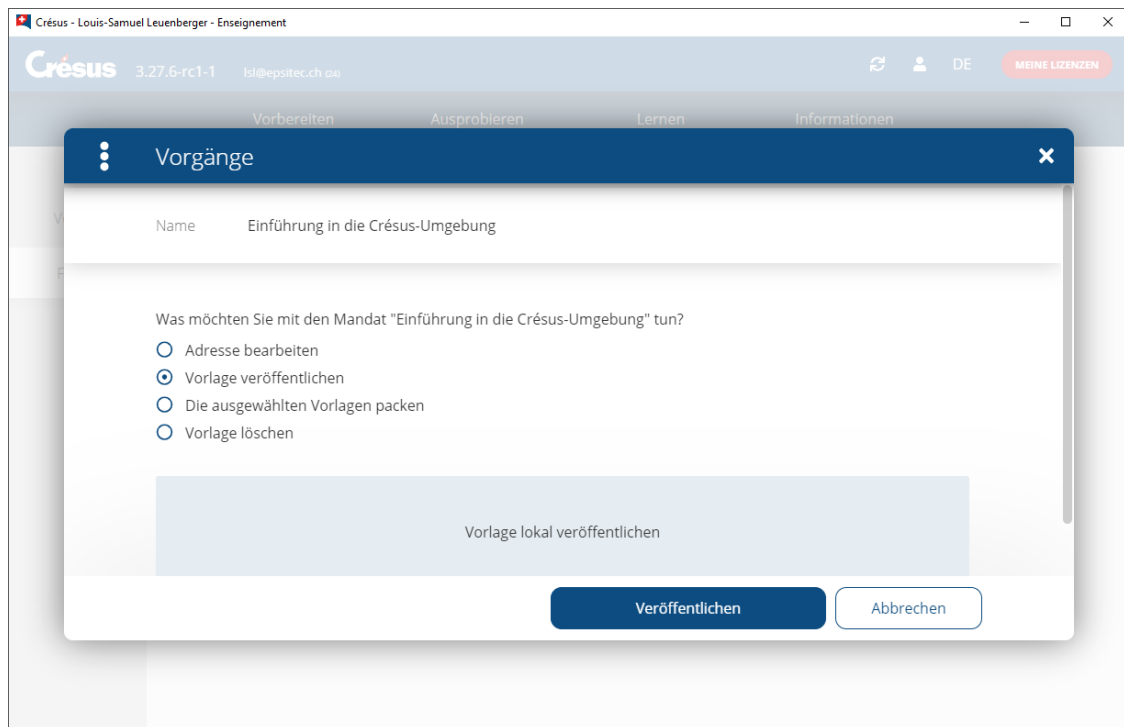 Crésus - Louis-Samuel Leuenberger - Enseignement
Crésus 3.27.6-rc1-1 lsl@epsitec.ch (24) DE MEINE LIZENZEN
Vorbereiten Ausprobieren Lernen Informationen
Vorgänge
Name Einführung in die Crésus-Umgebung
Was möchten Sie mit den Mandat "Einführung in die Crésus-Umgebung" tun?
Adresse bearbeiten
Vorlage veröffentlichen
Die ausgewählten Vorlagen packen
Vorlage löschen
Vorlage lokal veröffentlichen
Veröffentlichen Abbrechen